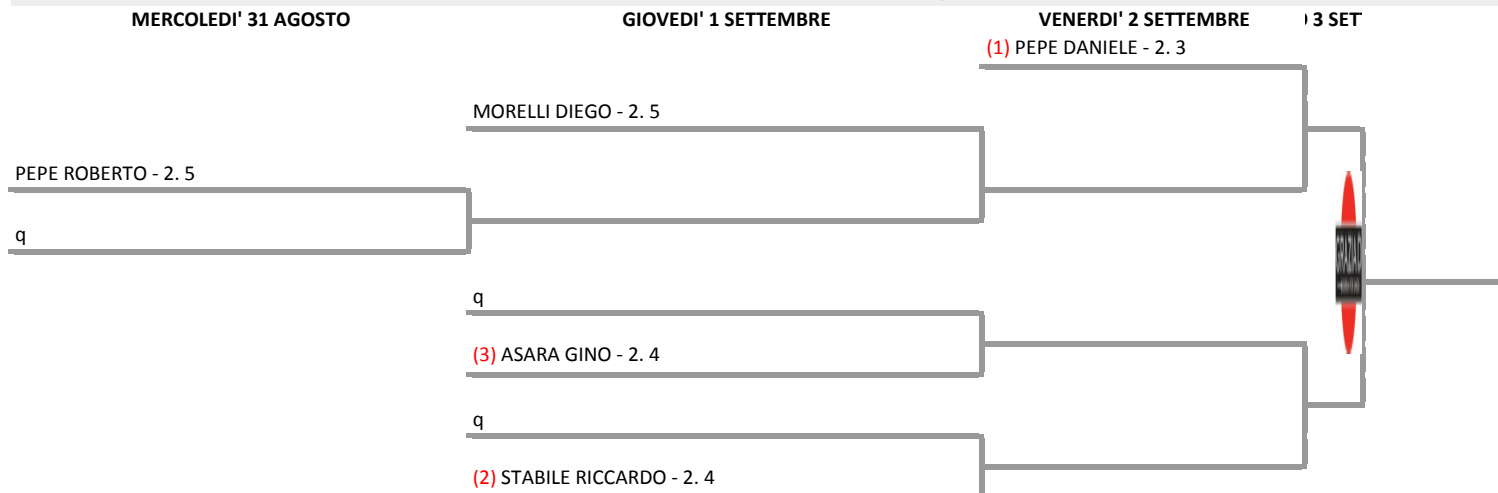 MERCOLEDI' 31 AGOSTO
GIOVEDI' 1 SETTEMBRE
VENERDI' 2 SETTEMBRE
3 SET
(1) PEPE DANIELE - 2. 3
MORELLI DIEGO - 2. 5
PEPE ROBERTO - 2. 5
q
q
(3) ASARA GINO - 2. 4
q
(2) STABILE RICCARDO - 2. 4